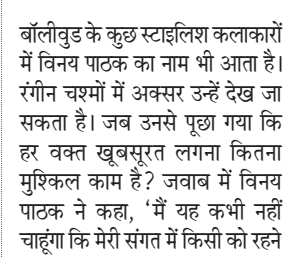 बॉलीवुड के कुछ स्टाइलिश कलाकारों
में विनय पाठक का नाम भी आता है।
रंगीन चश्मों में अक्सर उन्हें देख जा
सकता है। जब उनसे पूछा गया कि
हर वक्त खूबसूरत लगना कितना
मुश्किल काम है? जवाब में विनय
पाठक ने कहा, ‘मैं यह कभी नहीं
चाहूंगा कि मेरी संगत में किसी को रहने